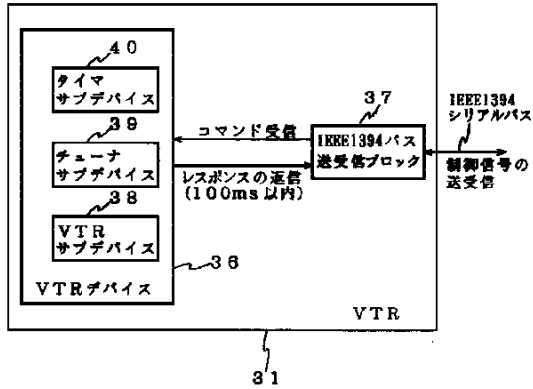 40
タイマ
サブデバイス
39
チューナ
サブデバイス
38
VTR
サブデバイス
VTRデバイス
36
コマンド受信
レスポンスの返信
(100ms以内)
37
IEEE1394バス
送受信ブロック
IEEE1394
シリアルバス
制御信号の
送受信
VTR
31